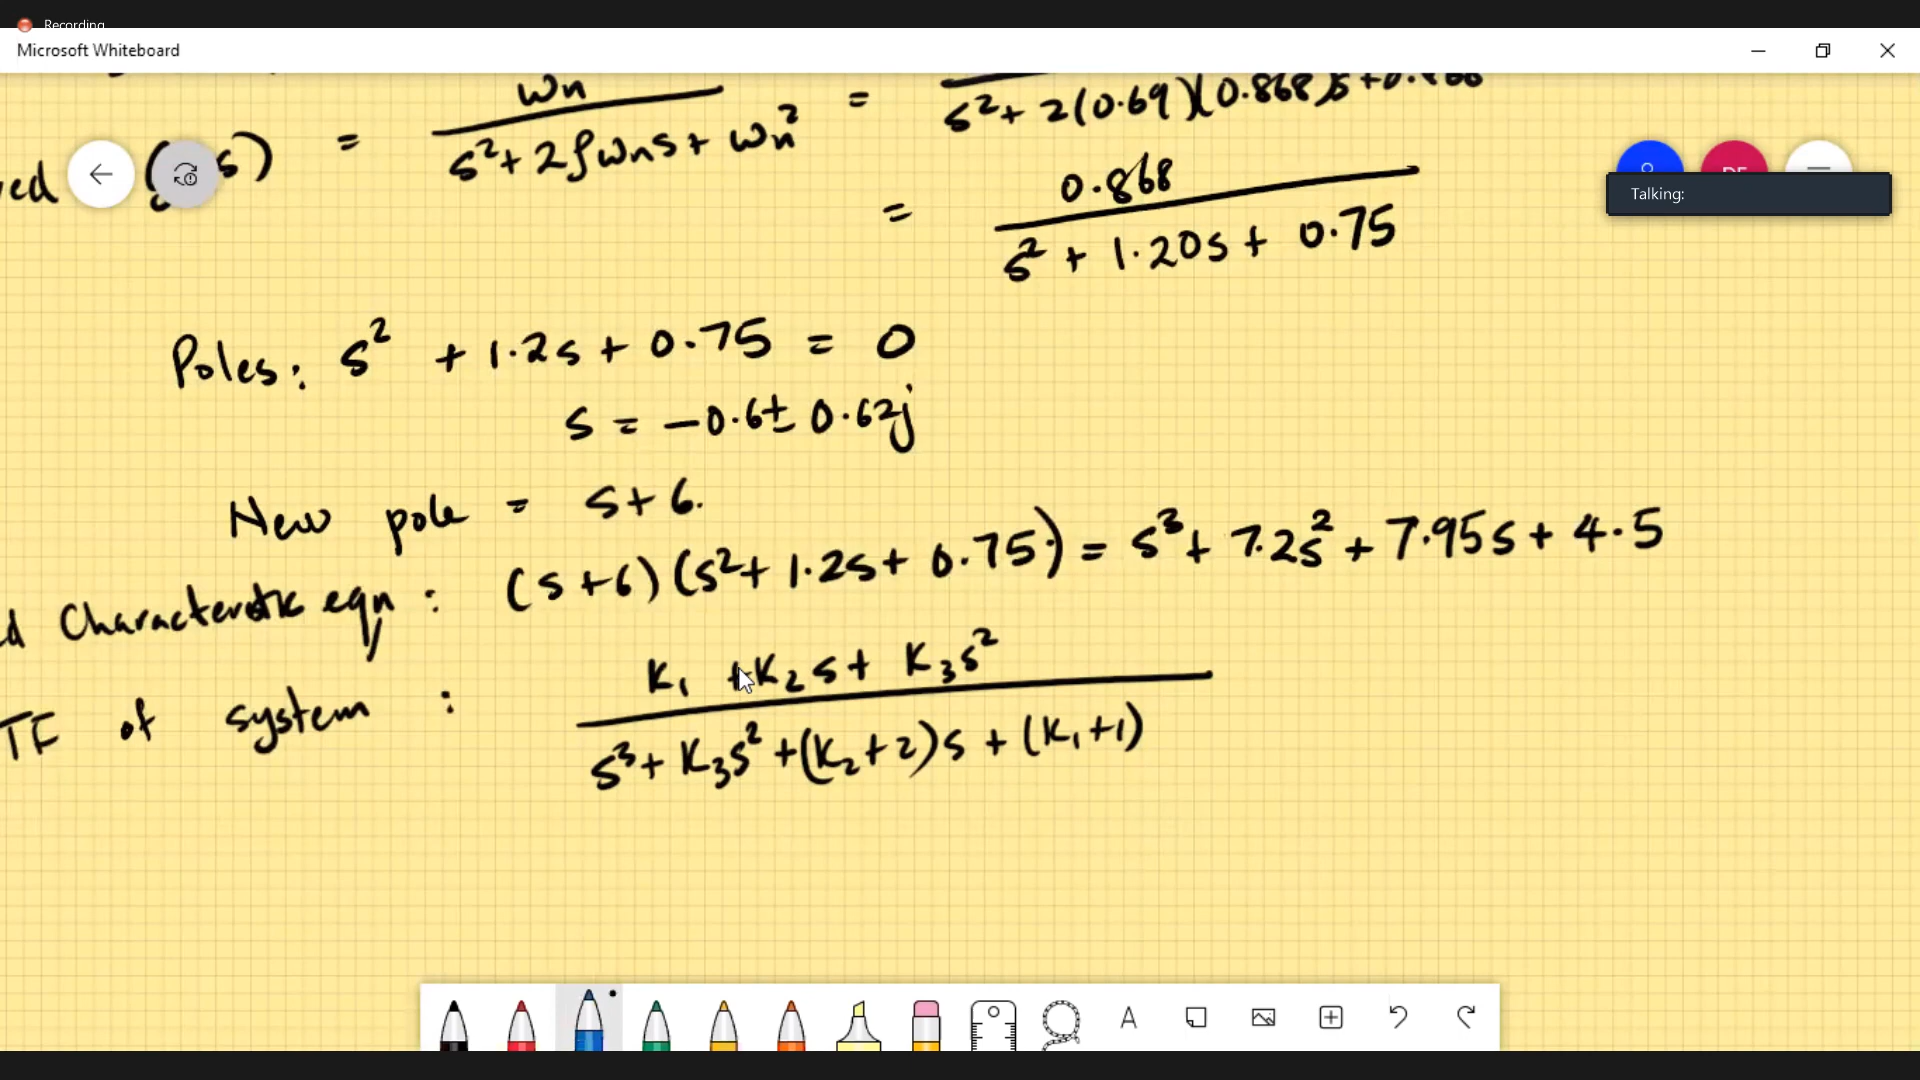 Recording
Microsoft Whiteboard
ωn
s² + 2ζωns + ωn²
=
s² + 2(0.69)(0.868)s +
s) =
= 0.868
s² + 1.20s + 0.75
Talking:
Poles: s² + 1.2s + 0.75 = 0
s = -0.6 ± 0.62j
New pole = s+6.
Characteristic eqn: (s+6)(s² + 1.2s + 0.75) = s³ + 7.2s² + 7.95s + 4.5
TF of system : K₁ + K₂s + K₃s²
s³ + K₃s² + (K₂+2)s + (K₁+1)
A